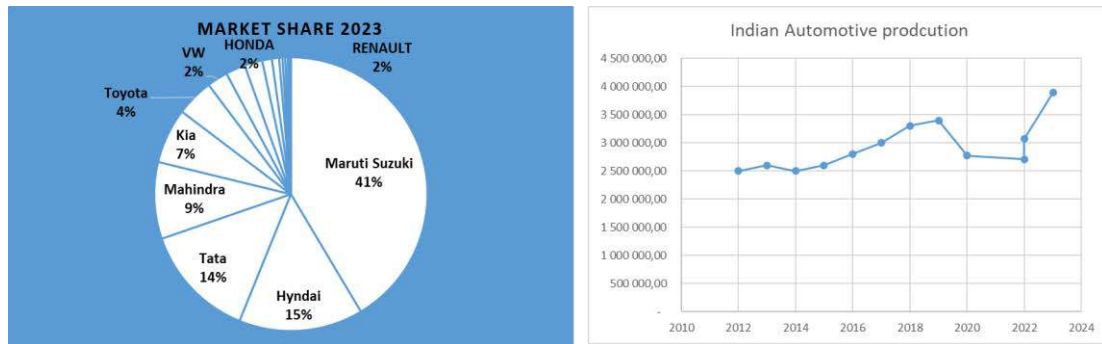 MARKET SHARE 2023
HONDA
2%
RENAULT
2%
VW
2%
Toyota
4%
Kia
7%
Mahindra
9%
Tata
14%
Hyndai
15%
Maruti Suzuki
41%
Indian Automotive prodcution
4 500 000,00
4 000 000,00
3 500 000,00
3 000 000,00
2 500 000,00
2 000 000,00
1 500 000,00
1 000 000,00
500 000,00
-
2010 2012 2014 2016 2018 2020 2022 2024